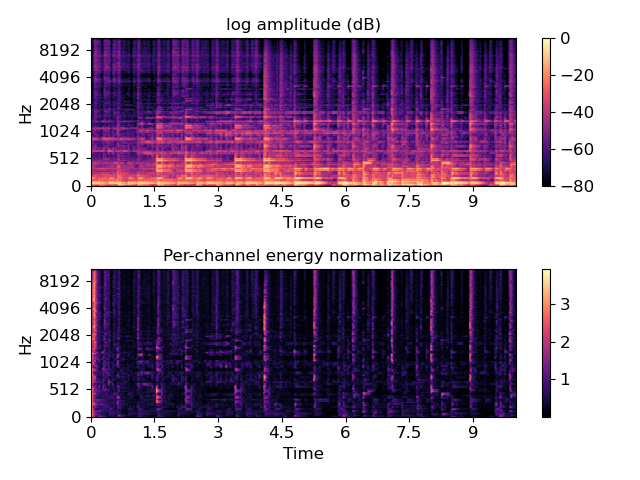 log amplitude (dB)
8192
4096
2048
1024
512
0
Hz
0 1.5 3 4.5 6 7.5 9
Time
0
−20
−40
−60
−80
Per-channel energy normalization
8192
4096
2048
1024
512
0
Hz
0 1.5 3 4.5 6 7.5 9
Time
3
2
1